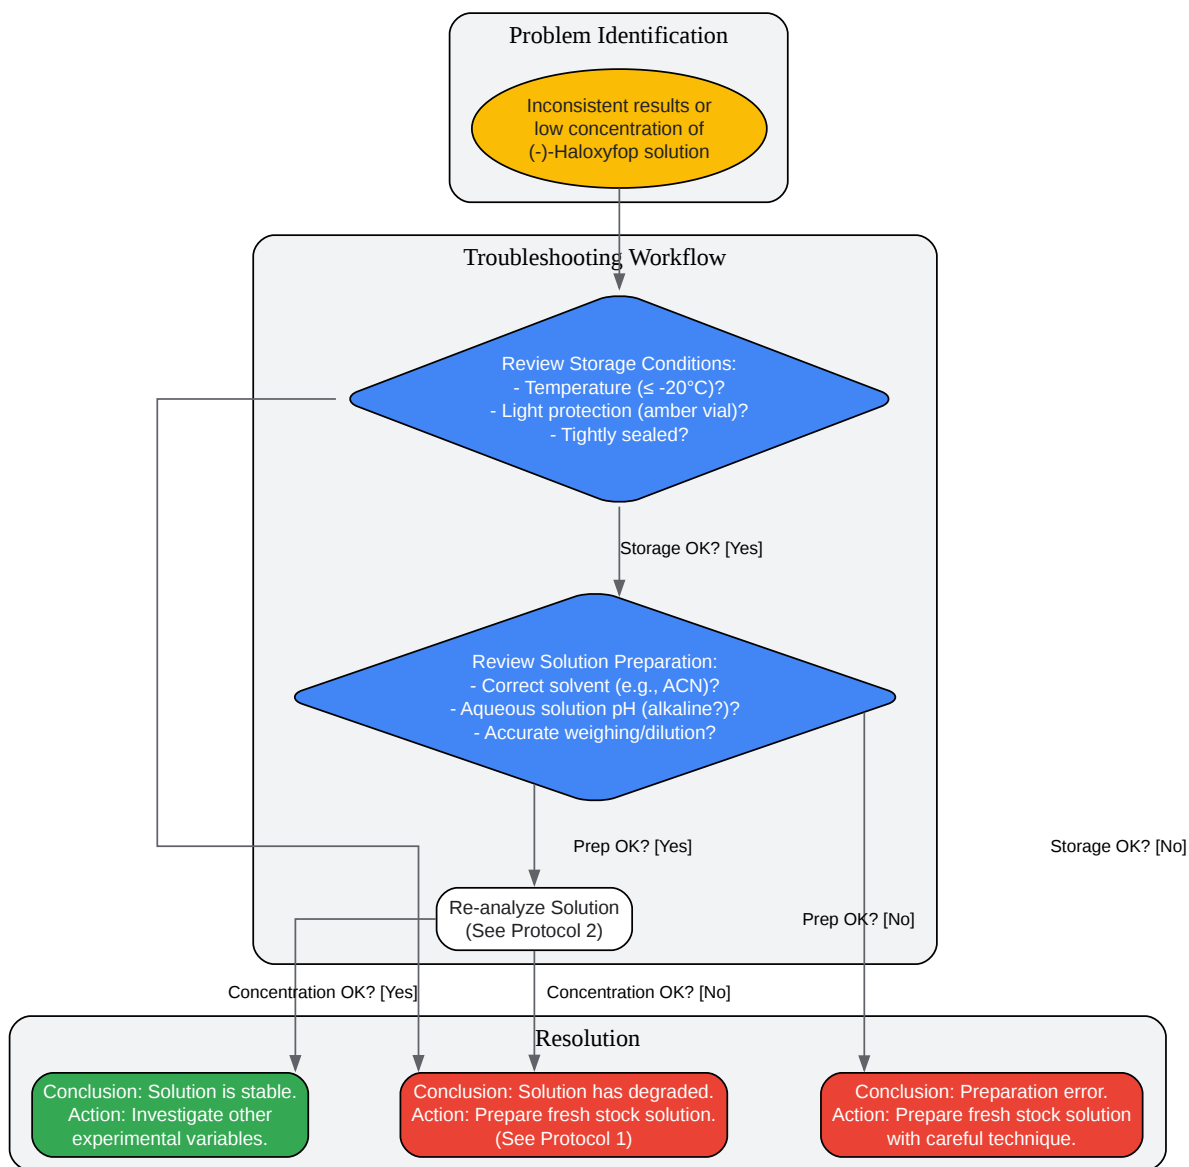 Problem Identification
Inconsistent results or
low concentration of
(-)-Haloxyfop solution
Troubleshooting Workflow
Review Storage Conditions:
- Temperature (≤ -20°C)?
- Light protection (amber vial)?
- Tightly sealed?
Storage OK? [Yes]
Review Solution Preparation:
- Correct solvent (e.g., ACN)?
- Aqueous solution pH (alkaline?)?
- Accurate weighing/dilution?
Prep OK? [Yes]
Storage OK? [No]
Re-analyze Solution
(See Protocol 2)
Prep OK? [No]
Concentration OK? [Yes]
Concentration OK? [No]
Resolution
Conclusion: Solution is stable.
Action: Investigate other
experimental variables.
Conclusion: Solution has degraded.
Action: Prepare fresh stock solution.
(See Protocol 1)
Conclusion: Preparation error.
Action: Prepare fresh stock solution
with careful technique.